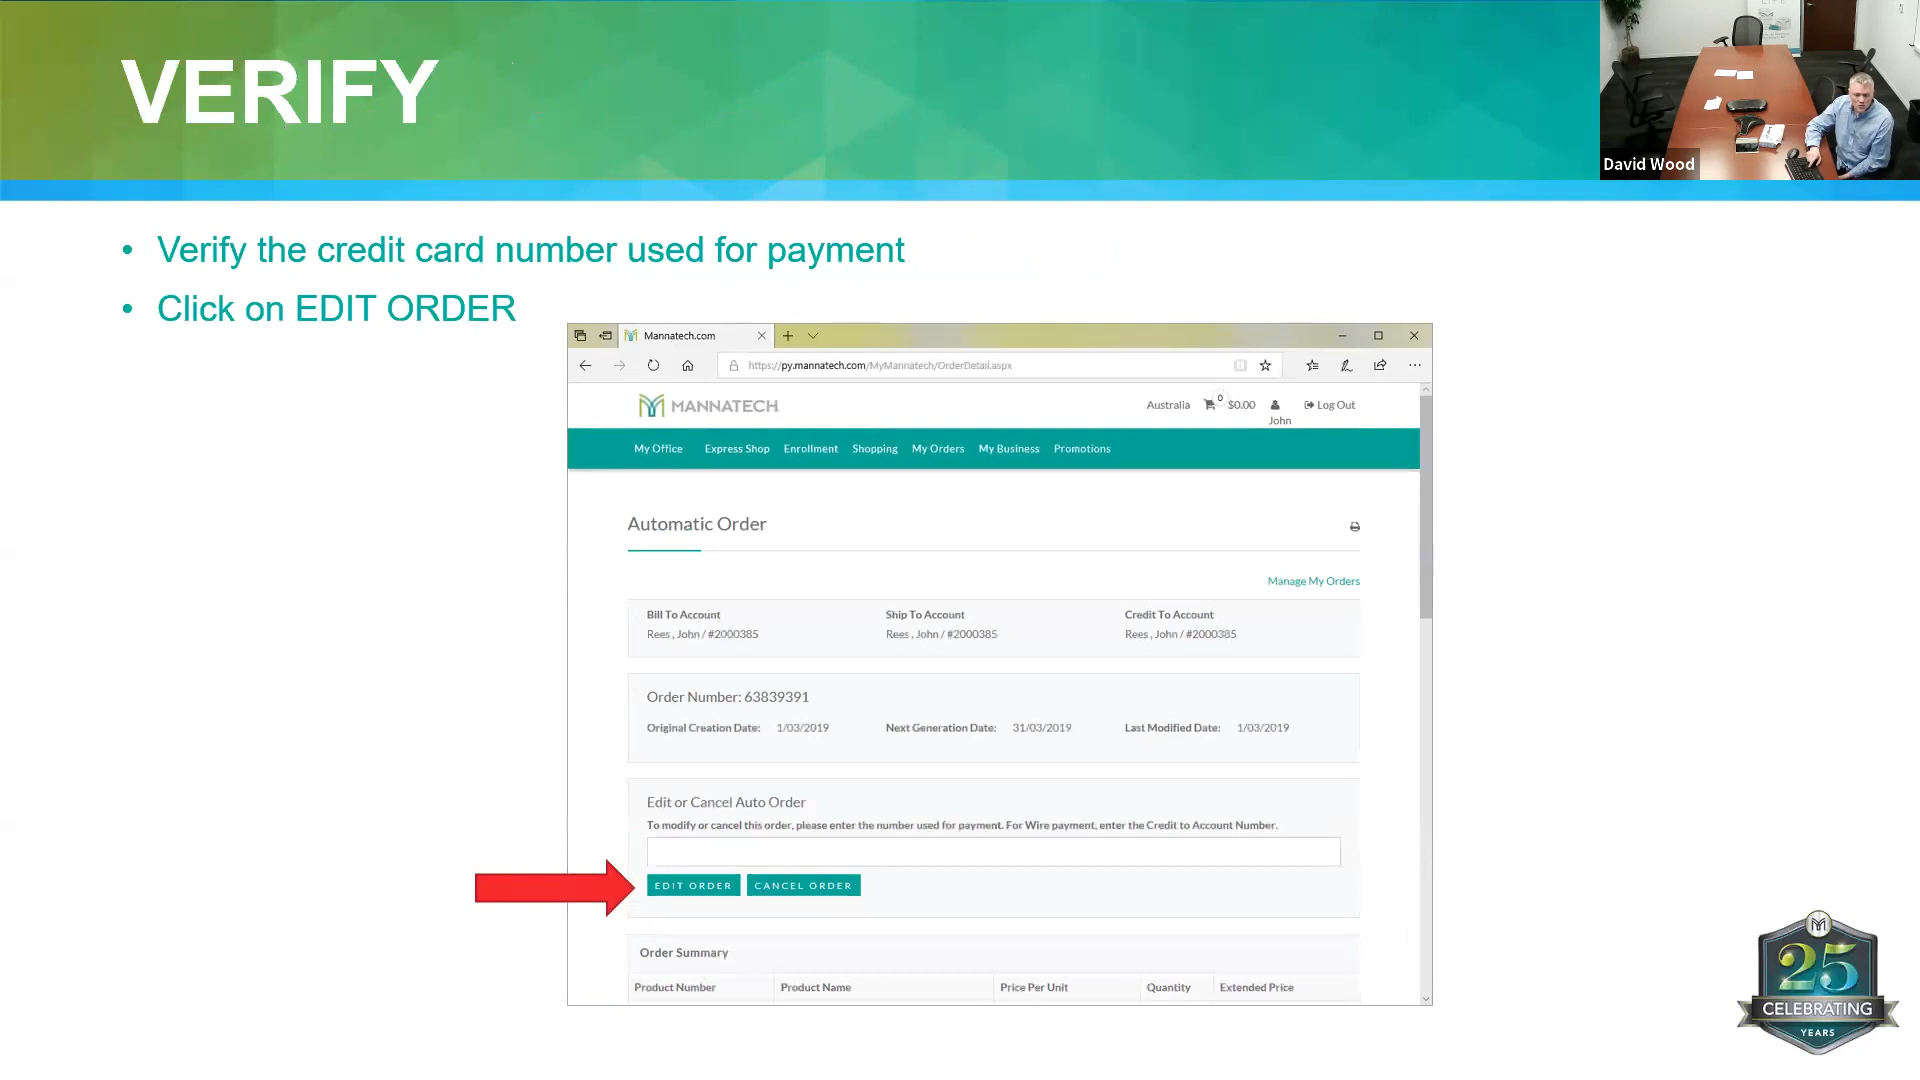 VERIFY
David Wood
• Verify the credit card number used for payment
• Click on EDIT ORDER
Mannatech.com
https://py.mannatech.com/MyMannatech/OrderDetail.aspx
MANNATECH
Australia
0
$0.00
John
Log Out
My Office Express Shop Enrollment Shopping My Orders My Business Promotions
Automatic Order
Manage My Orders
Bill To Account Ship To Account Credit To Account
Rees , John / #2000385 Rees , John / #2000385 Rees , John / #2000385
Order Number: 63839391
Original Creation Date: 1/03/2019 Next Generation Date: 31/03/2019 Last Modified Date: 1/03/2019
Edit or Cancel Auto Order
To modify or cancel this order, please enter the number used for payment. For Wire payment, enter the Credit to Account Number.
EDIT ORDER CANCEL ORDER
Order Summary
Product Number Product Name Price Per Unit Quantity Extended Price
25
CELEBRATING
YEARS